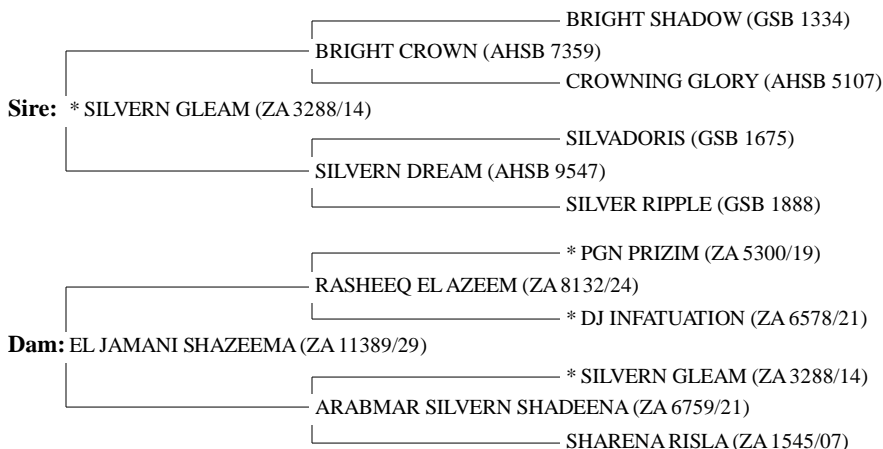 BRIGHT SHADOW (GSB 1334)
BRIGHT CROWN (AHSB 7359)
CROWNING GLORY (AHSB 5107)
Sire: * SILVERN GLEAM (ZA 3288/14)
SILVADORIS (GSB 1675)
SILVERN DREAM (AHSB 9547)
SILVER RIPPLE (GSB 1888)
* PGN PRIZIM (ZA 5300/19)
RASHEEQ EL AZEEM (ZA 8132/24)
* DJ INFATUATION (ZA 6578/21)
Dam: EL JAMANI SHAZEEMA (ZA 11389/29)
* SILVERN GLEAM (ZA 3288/14)
ARABMAR SILVERN SHADEENA (ZA 6759/21)
SHARENA RISLA (ZA 1545/07)